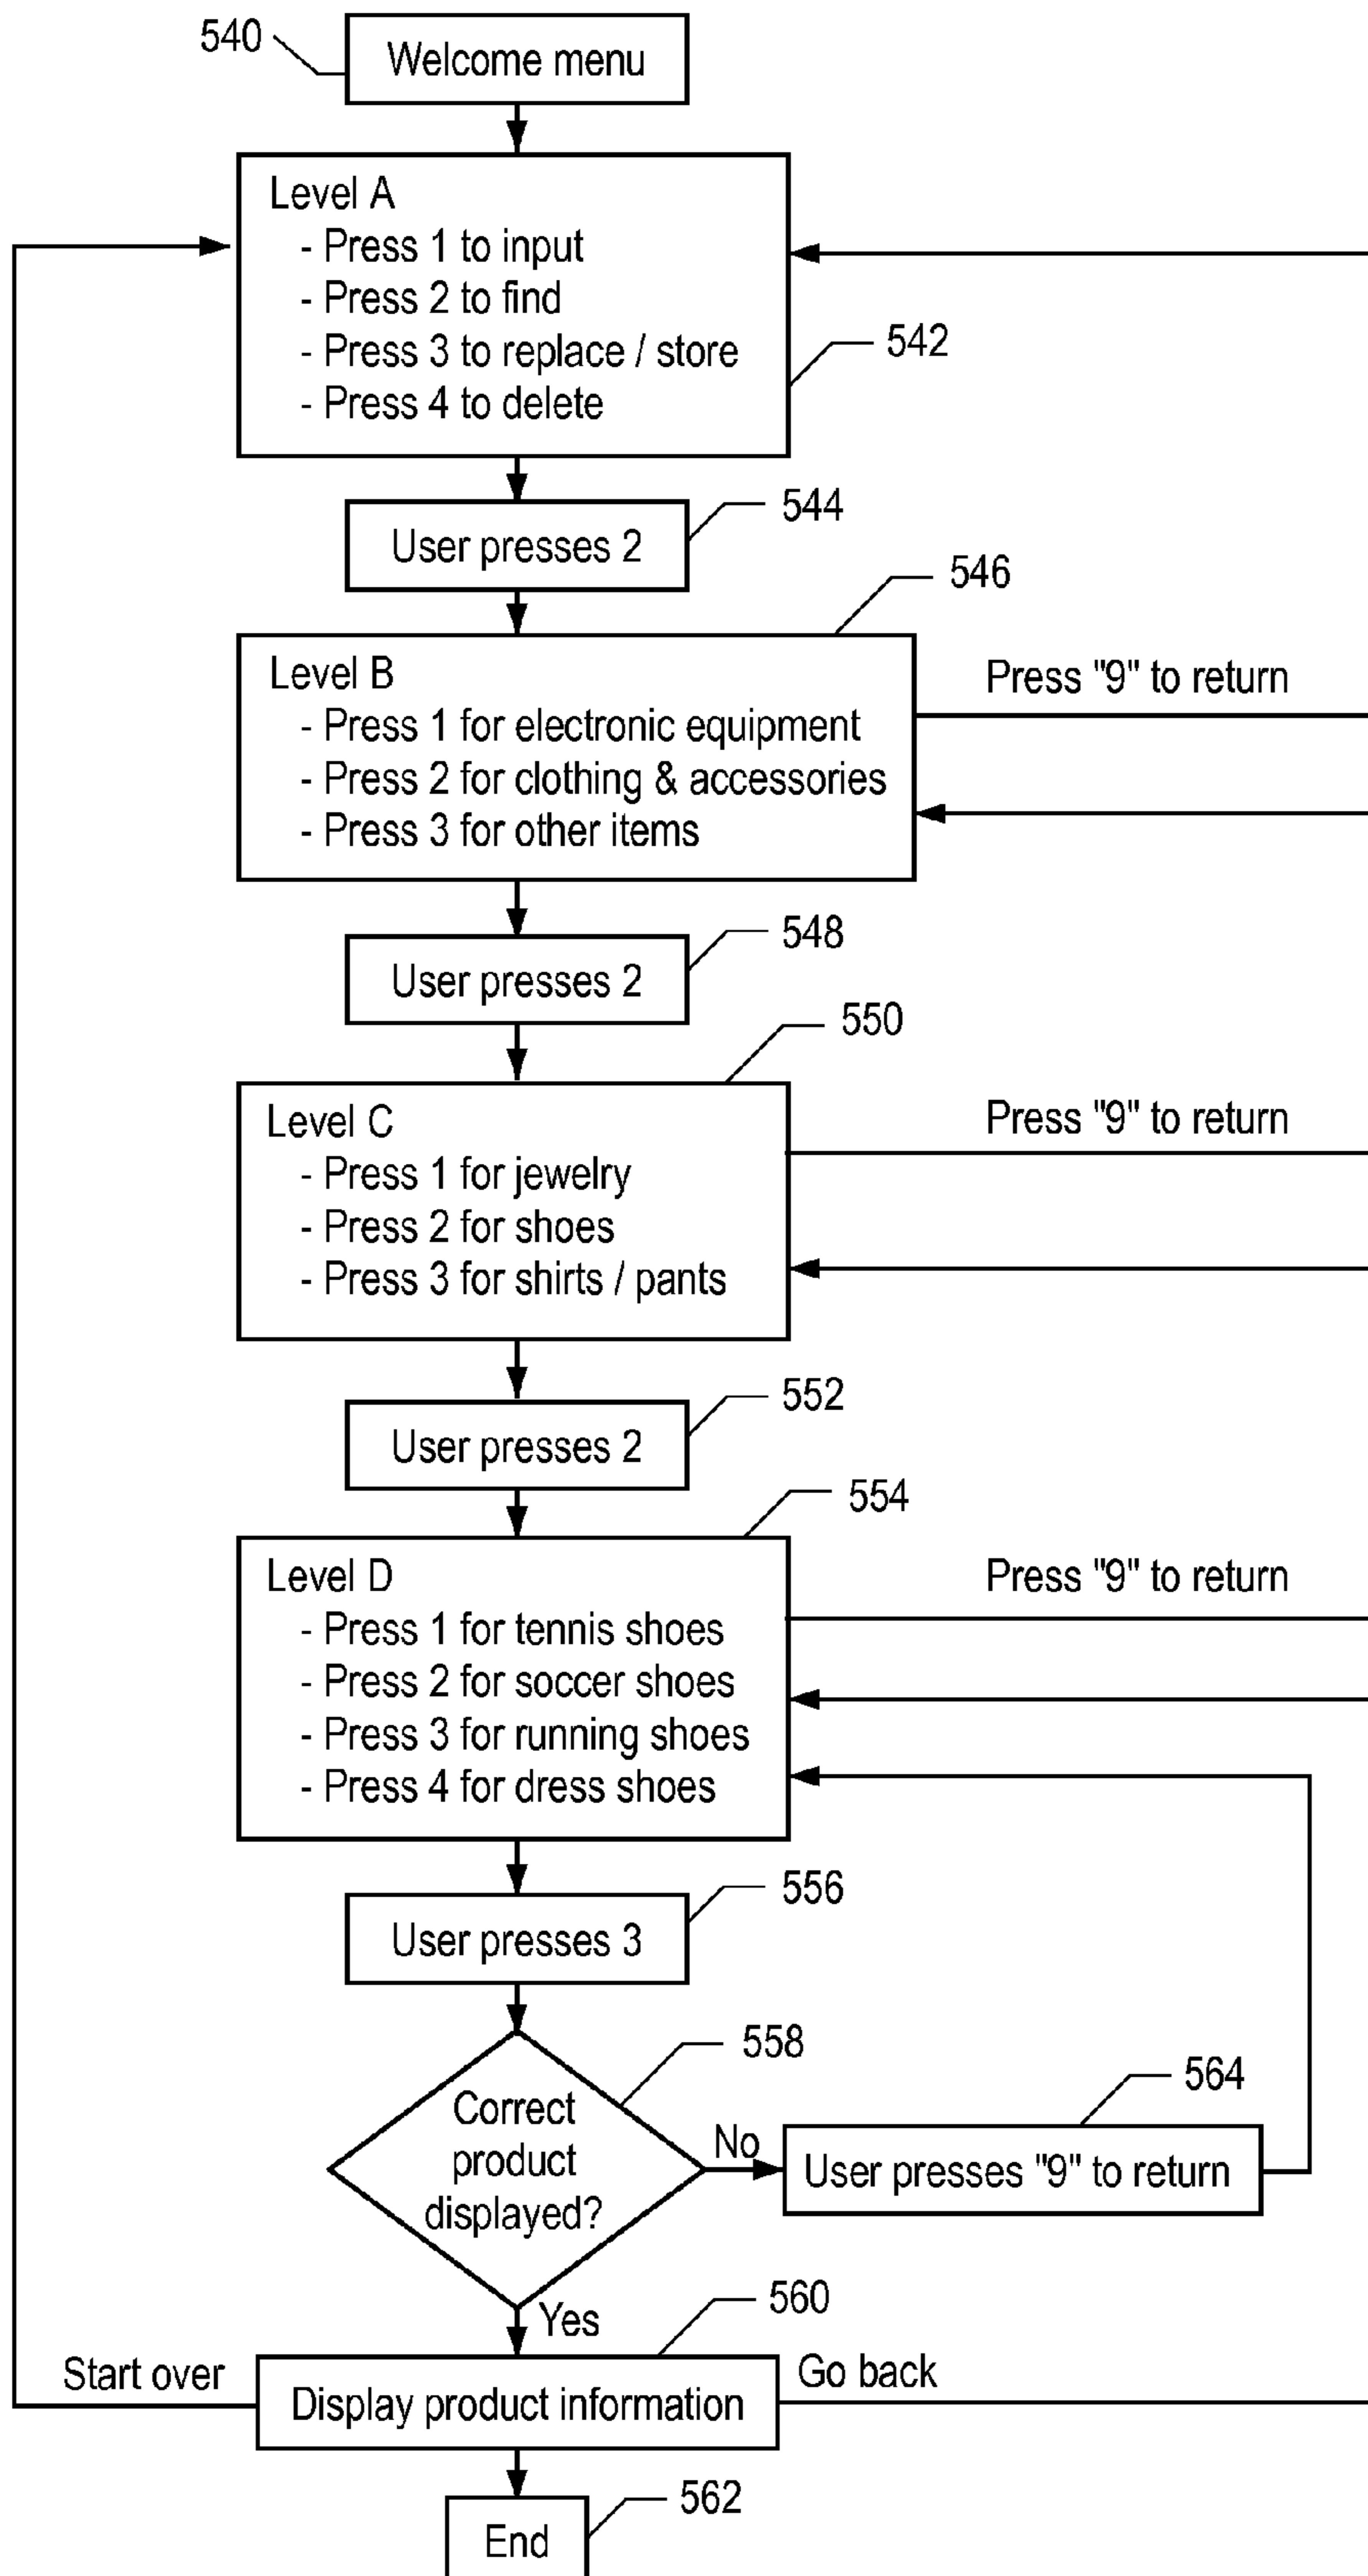 540
Welcome menu
Level A
- Press 1 to input
- Press 2 to find
- Press 3 to replace / store
- Press 4 to delete
542
544
User presses 2
546
Level B
- Press 1 for electronic equipment
- Press 2 for clothing & accessories
- Press 3 for other items
Press "9" to return
548
User presses 2
550
Level C
- Press 1 for jewelry
- Press 2 for shoes
- Press 3 for shirts / pants
Press "9" to return
552
User presses 2
554
Level D
- Press 1 for tennis shoes
- Press 2 for soccer shoes
- Press 3 for running shoes
- Press 4 for dress shoes
Press "9" to return
556
User presses 3
558
Correct
product
displayed?
No
564
User presses "9" to return
Yes
560
Start over
Display product information
Go back
562
End